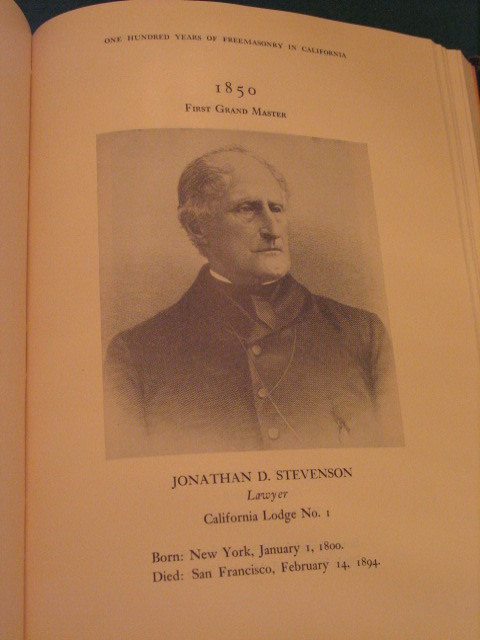 ONE HUNDRED YEARS OF FREEMASONRY IN CALIFORNIA
1850
FIRST GRAND MASTER
JONATHAN D. STEVENSON
Lawyer
California Lodge No. 1
Born: New York, January 1, 1800.
Died: San Francisco, February 14, 1894.